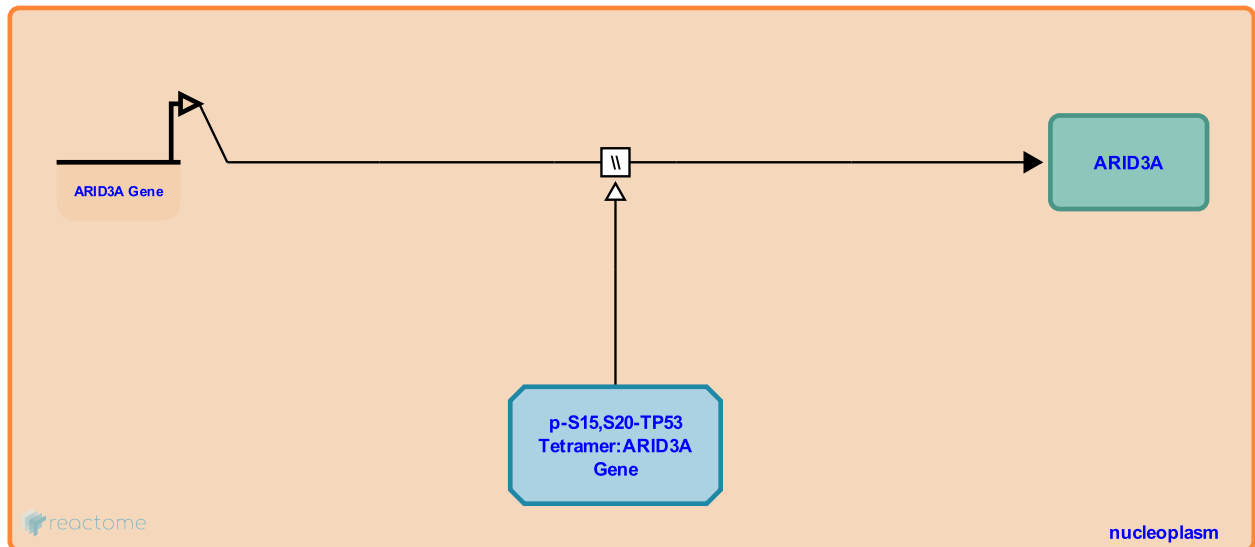 ARID3A Gene
\\
ARID3A
p-S15,S20-TP53
Tetramer:ARID3A
Gene
reactome
nucleoplasm